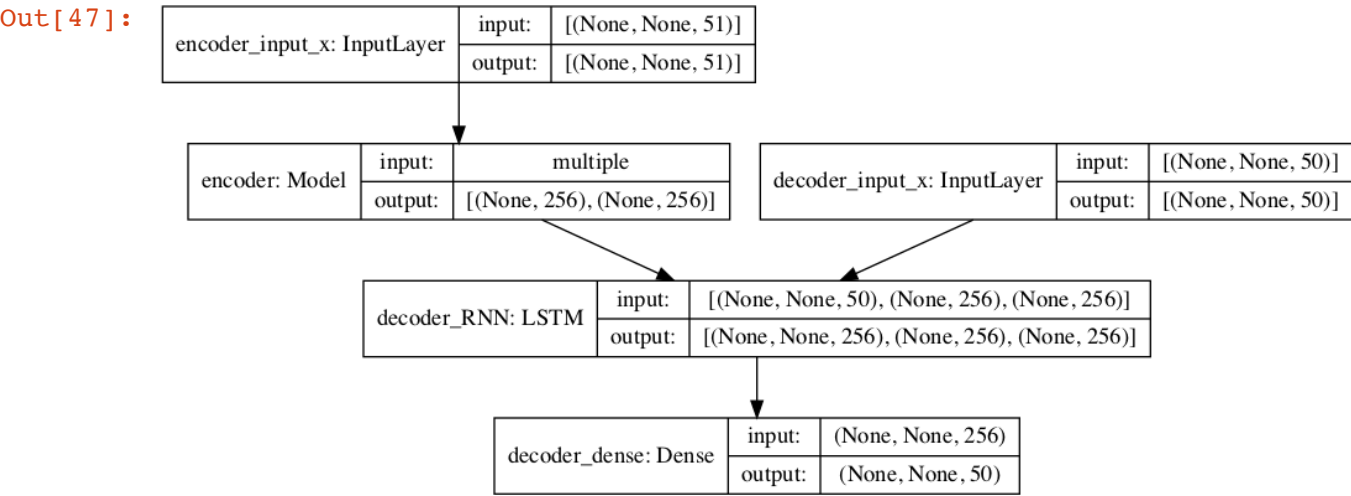 Out[47]:
encoder_input_x: InputLayer
input: [(None, None, 51)]
output: [(None, None, 51)]
encoder: Model
input: multiple
output: [(None, 256), (None, 256)]
decoder_input_x: InputLayer
input: [(None, None, 50)]
output: [(None, None, 50)]
decoder_RNN: LSTM
input: [(None, None, 50), (None, 256), (None, 256)]
output: [(None, None, 256), (None, 256), (None, 256)]
decoder_dense: Dense
input: (None, None, 256)
output: (None, None, 50)